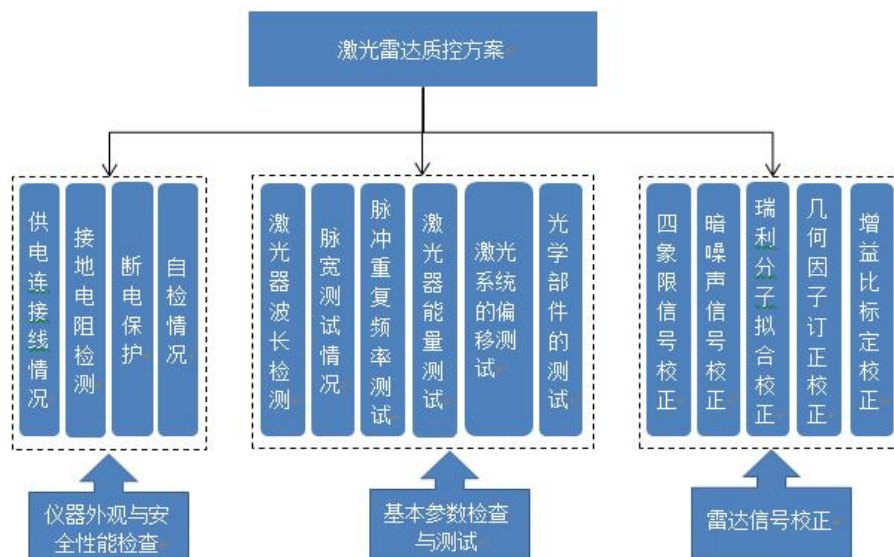 激光雷达质控方案
供电连接线情况
接地电阻检测
断电保护
自检情况
激光器波长检测
脉宽测试情况
脉冲重复频率测试
激光器能量测试
激光
系统
的偏
移测
试
光学部件的测试
四象限信号校正
暗噪声信号校正
瑞利分子拟合校正
几何因子订正校正
增益比标定校正
仪器外观与安
全性能检查
基本参数检查
与测试
雷达信号校正